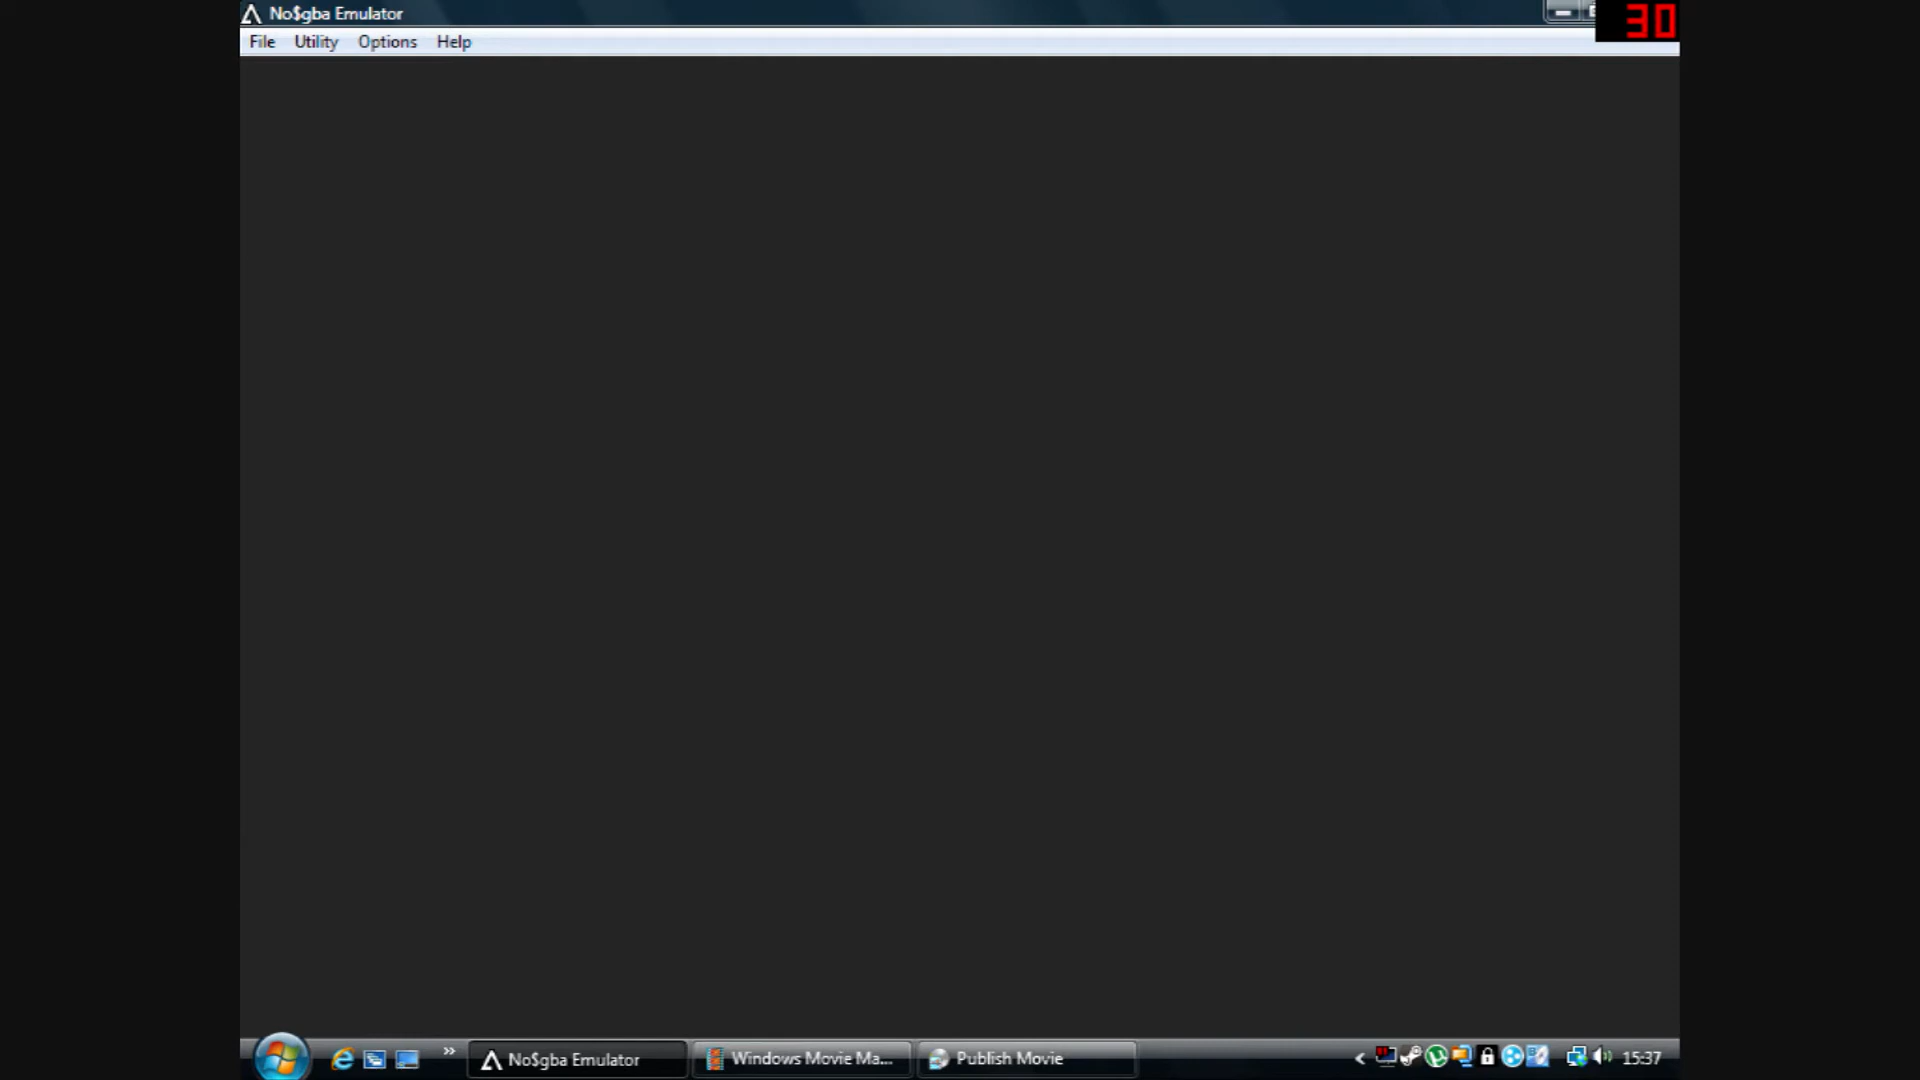 No$gba Emulator
30
File Utility Options Help
No$gba Emulator
Windows Movie Ma...
Publish Movie
15:37